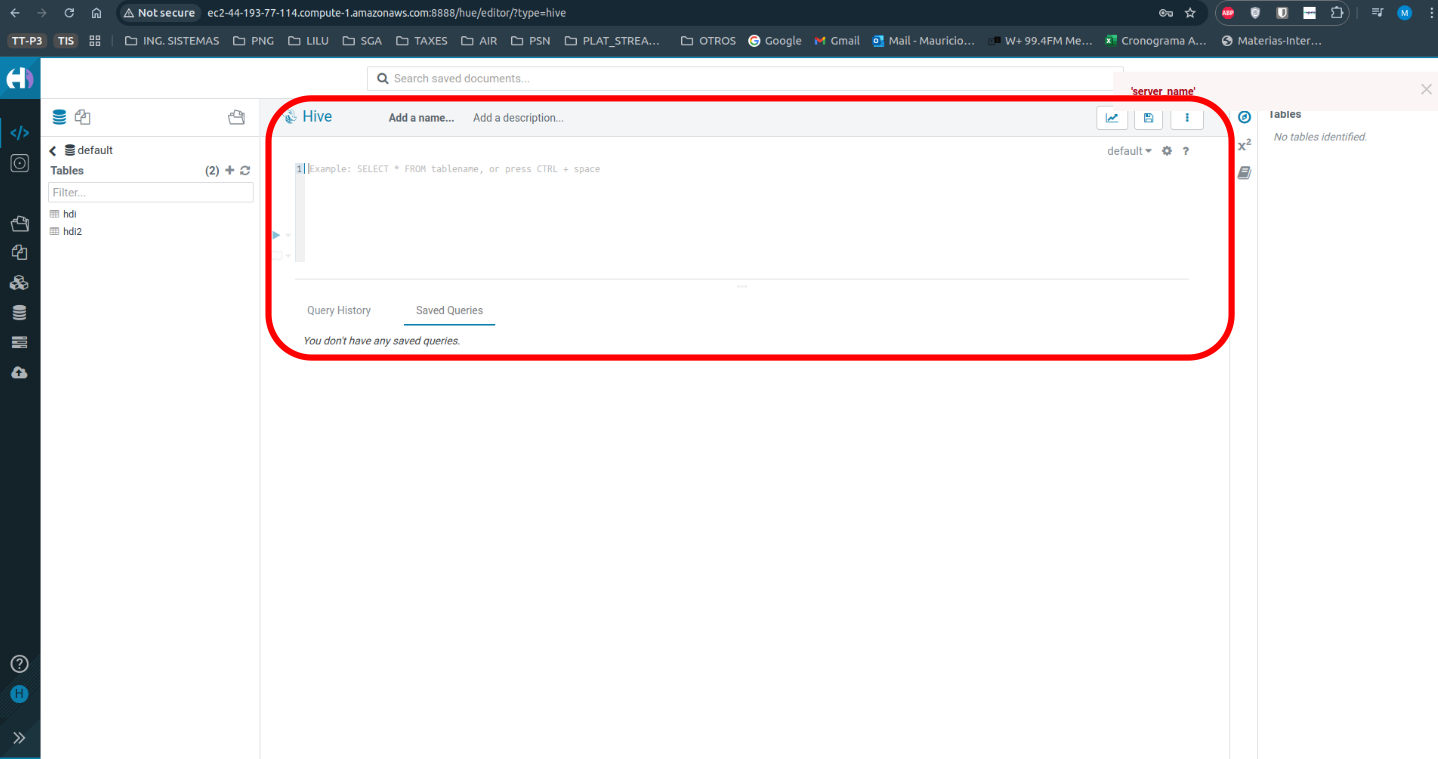 Not secure ec2-44-193-77-114.compute-1.amazonaws.com:8888/hue/editor/?type=hive ABP M
TT-P3 TIS ING. SISTEMAS PNG LILU SGA TAXES AIR PSN PLAT_STREA... OTROS Google Gmail Mail - Mauricio... W+ 99.4FM Me... Cronograma A... Materias-Inter...
Search saved documents...
'server_name'
Hive Add a name... Add a description...
Tables
No tables identified.
default
Tables (2)
Filter...
hdi
hdi2
default ?
1 Example: SELECT * FROM tablename, or press CTRL + space
Query History Saved Queries
You don't have any saved queries.
x²
?
H